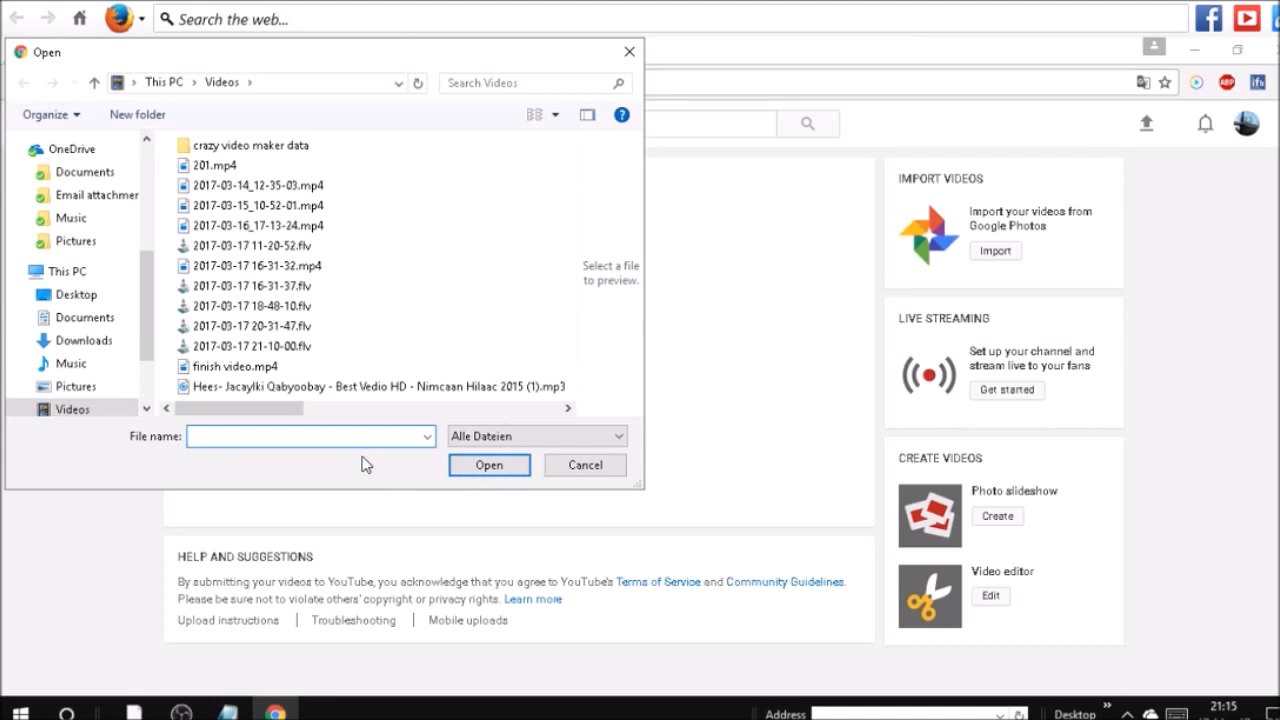 Search the web...
Open
This PC
Videos
Search Videos
Organize
New folder
OneDrive
Documents
Email attachmer
Music
Pictures
This PC
Desktop
Documents
Downloads
Music
Pictures
Videos
crazy video maker data
201.mp4
2017-03-14_12-35-03.mp4
2017-03-15_10-52-01.mp4
2017-03-16_17-13-24.mp4
2017-03-17 11-20-52.flv
2017-03-17 16-31-32.mp4
2017-03-17 16-31-37.flv
2017-03-17 18-48-10.flv
2017-03-17 20-31-47.flv
2017-03-17 21-10-00.flv
finish video.mp4
Hees- Jacaylki Qabyoobay - Best Vedio HD - Nimcaan Hilaac 2015 (1).mp3
Select a file
to preview.
File name:
Alle Dateien
Open
Cancel
ABP
IMPORT VIDEOS
Import your videos from
Google Photos
Import
LIVE STREAMING
Set up your channel and
stream live to your fans
Get started
CREATE VIDEOS
Photo slideshow
Create
Video editor
Edit
HELP AND SUGGESTIONS
By submitting your videos to YouTube, you acknowledge that you agree to YouTube's Terms of Service and Community Guidelines.
Please be sure not to violate others' copyright or privacy rights. Learn more
Upload instructions
Troubleshooting
Mobile uploads
Address
Desktop
21:15